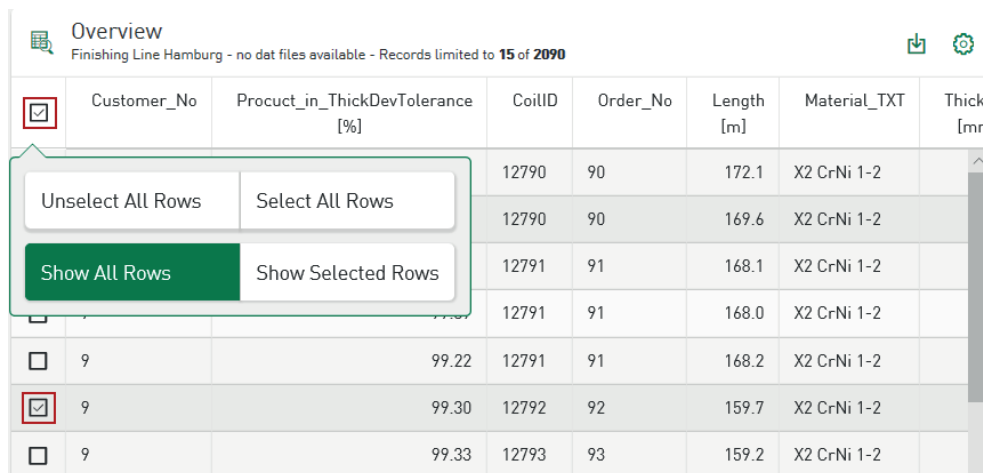 Overview
Finishing Line Hamburg - no dat files available - Records limited to 15 of 2090
Customer_No Procuct_in_ThickDevTolerance CoilID Order_No Length Material_TXT Thick
[%] [m] [mr
12790 90 172.1 X2 CrNi 1-2
Unselect All Rows Select All Rows
12790 90 169.6 X2 CrNi 1-2
Show All Rows Show Selected Rows
12791 91 168.1 X2 CrNi 1-2
12791 91 168.0 X2 CrNi 1-2
9 99.22 12791 91 168.2 X2 CrNi 1-2
9 99.30 12792 92 159.7 X2 CrNi 1-2
9 99.33 12793 93 159.2 X2 CrNi 1-2